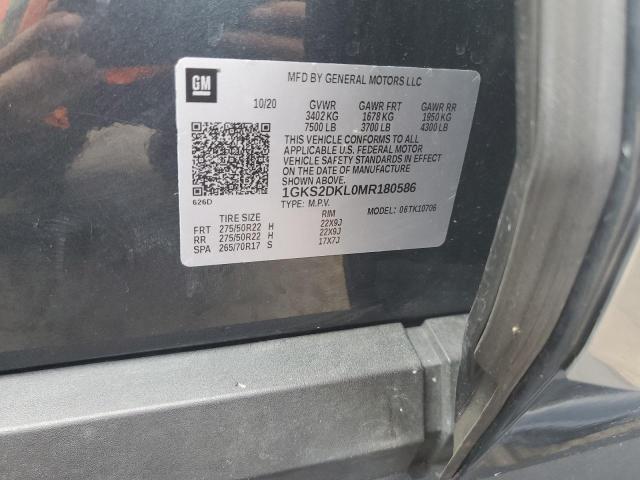 GM
MFD BY GENERAL MOTORS LLC
10/20 GVWR GAWR FRT GAWR RR
3402 KG 1678 KG 1950 KG
7500 LB 3700 LB 4300 LB
THIS VEHICLE CONFORMS TO ALL
APPLICABLE U.S. FEDERAL MOTOR
VEHICLE SAFETY STANDARDS IN EFFECT
ON THE DATE OF MANUFACTURE
SHOWN ABOVE.
1GKS2DKL0MR180586
626D
TYPE: M.P.V. MODEL: 06TK10706
TIRE SIZE RIM
FRT 275/50R22 H 22X9J
RR 275/50R22 H 22X9J
SPA 265/70R17 S 17X7J